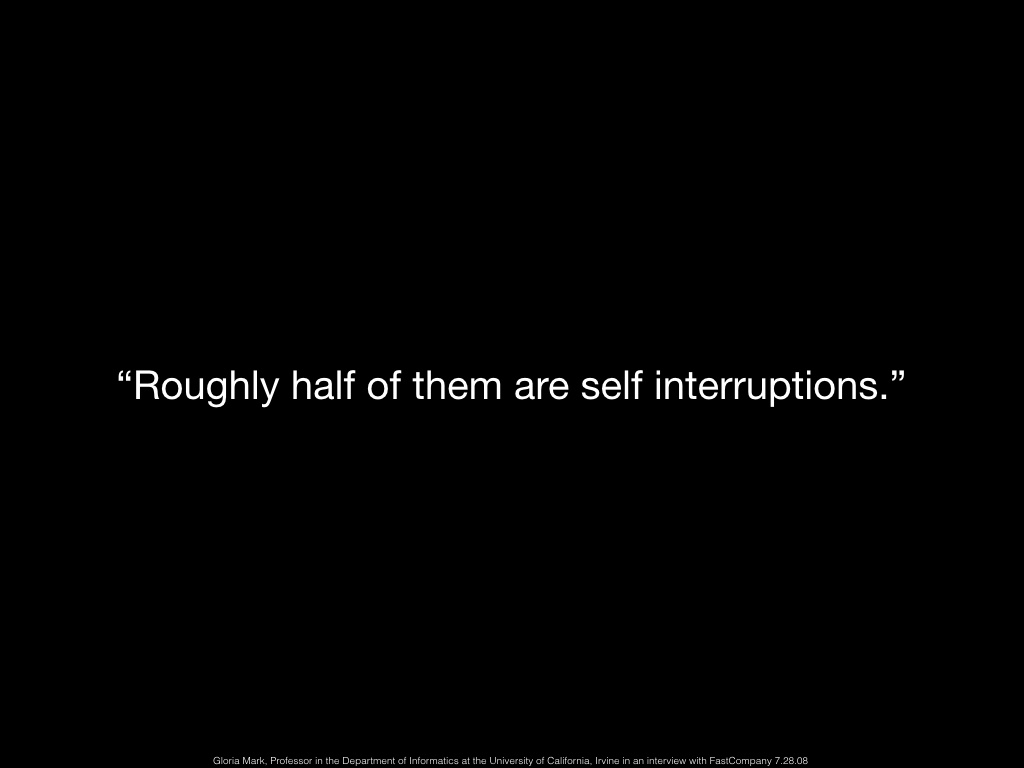 “Roughly half of them are self interruptions.”
Gloria Mark, Professor in the Department of Informatics at the University of California, Irvine in an interview with FastCompany 7.28.08